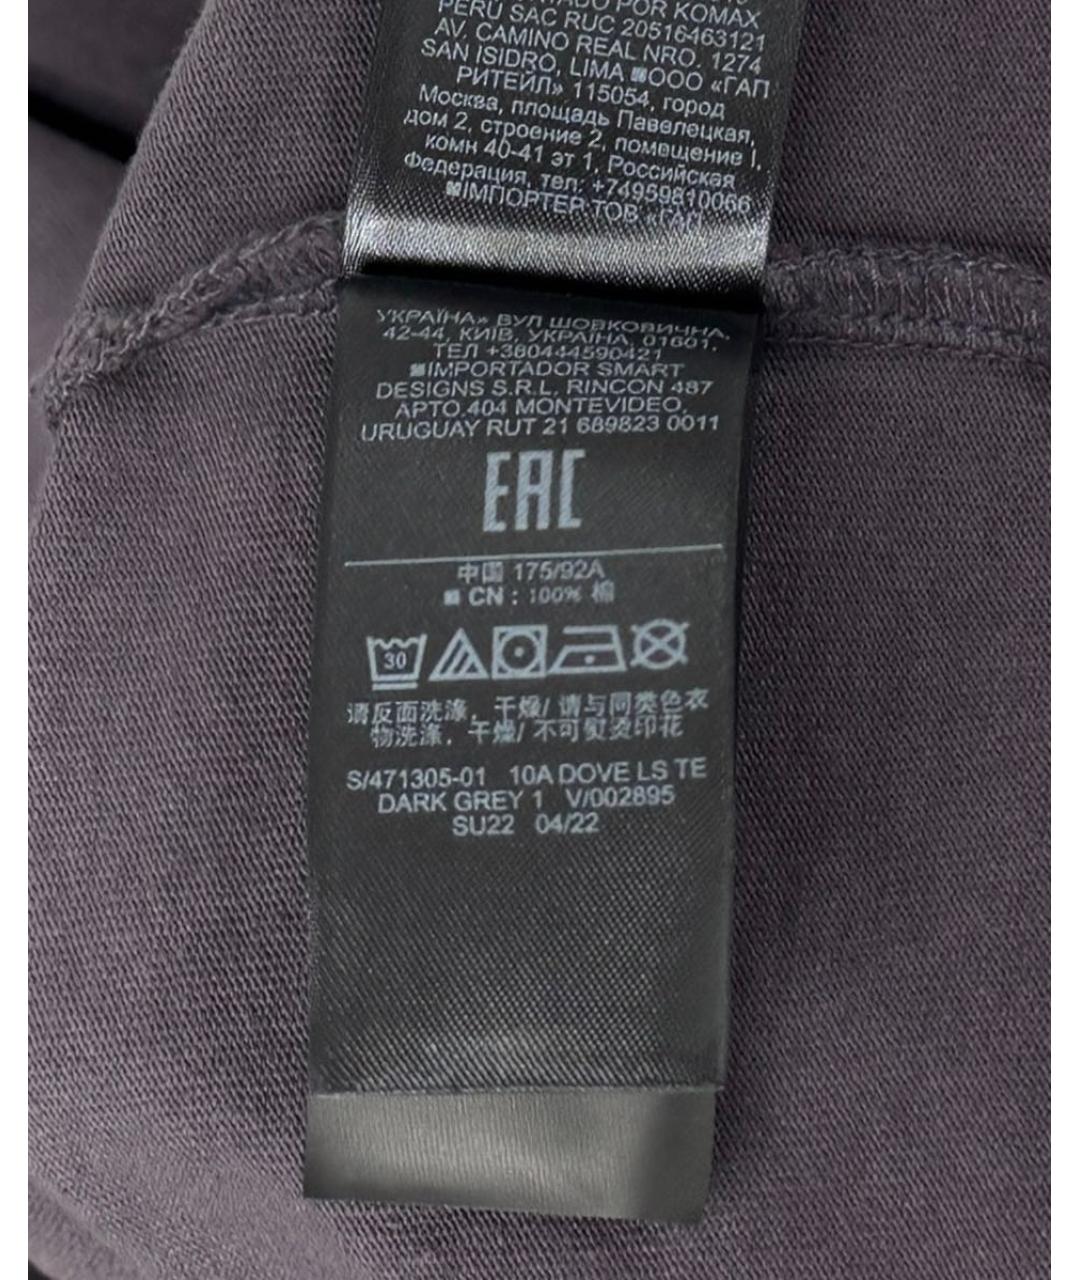 TADO POR KOMAX
PERU SAC RUC 20516463121
AV. CAMINO REAL NRO. 1274
SAN ISIDRO, LIMA ■ООО «ГАП
РИТЕЙЛ» 115054, город
Москва, площадь Павелецкая,
дом 2, строение 2, помещение I,
комн 40-41 эт 1, Российская
Федерация, тел: +74959810066
■ІМПОРТЕР ТОВ «ГАП
УКРАЇНА» ВУЛ ШОВКОВИЧНА,
42-44, КИЇВ, УКРАЇНА, 01601,
ТЕЛ +380444590421
■IMPORTADOR SMART
DESIGNS S.R.L. RINCON 487
APTO.404 MONTEVIDEO,
URUGUAY RUT 21 689823 0011
EAC
中国 175/92A
■ CN : 100% 棉
30
请反面洗涤，干燥/ 请与同类色衣
物洗涤，干燥/ 不可熨烫印花
S/471305-01 10A DOVE LS TE
DARK GREY 1 V/002895
SU22 04/22